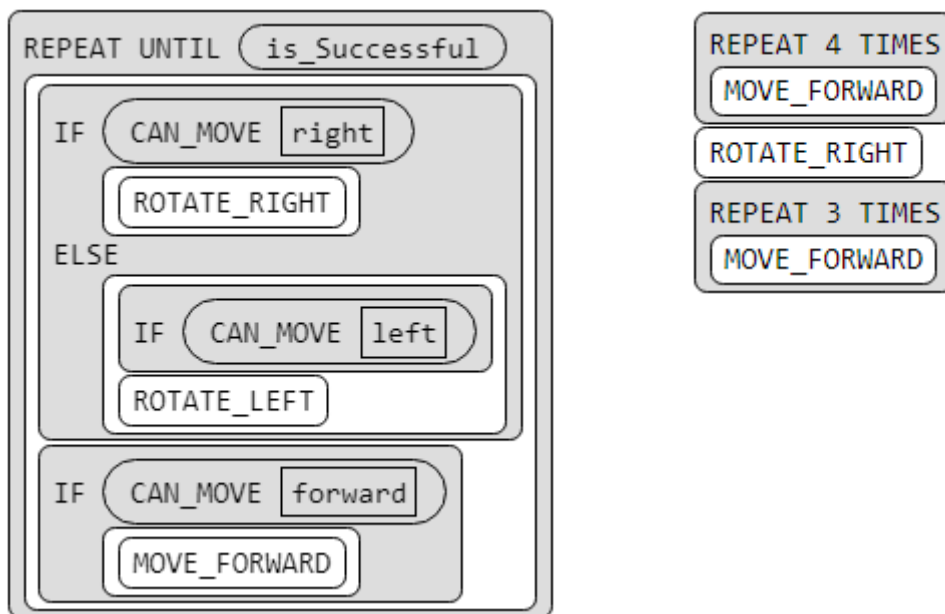 REPEAT UNTIL is_Successful
IF CAN_MOVE right
ROTATE_RIGHT
ELSE
IF CAN_MOVE left
ROTATE_LEFT
IF CAN_MOVE forward
MOVE_FORWARD
REPEAT 4 TIMES
MOVE_FORWARD
ROTATE_RIGHT
REPEAT 3 TIMES
MOVE_FORWARD